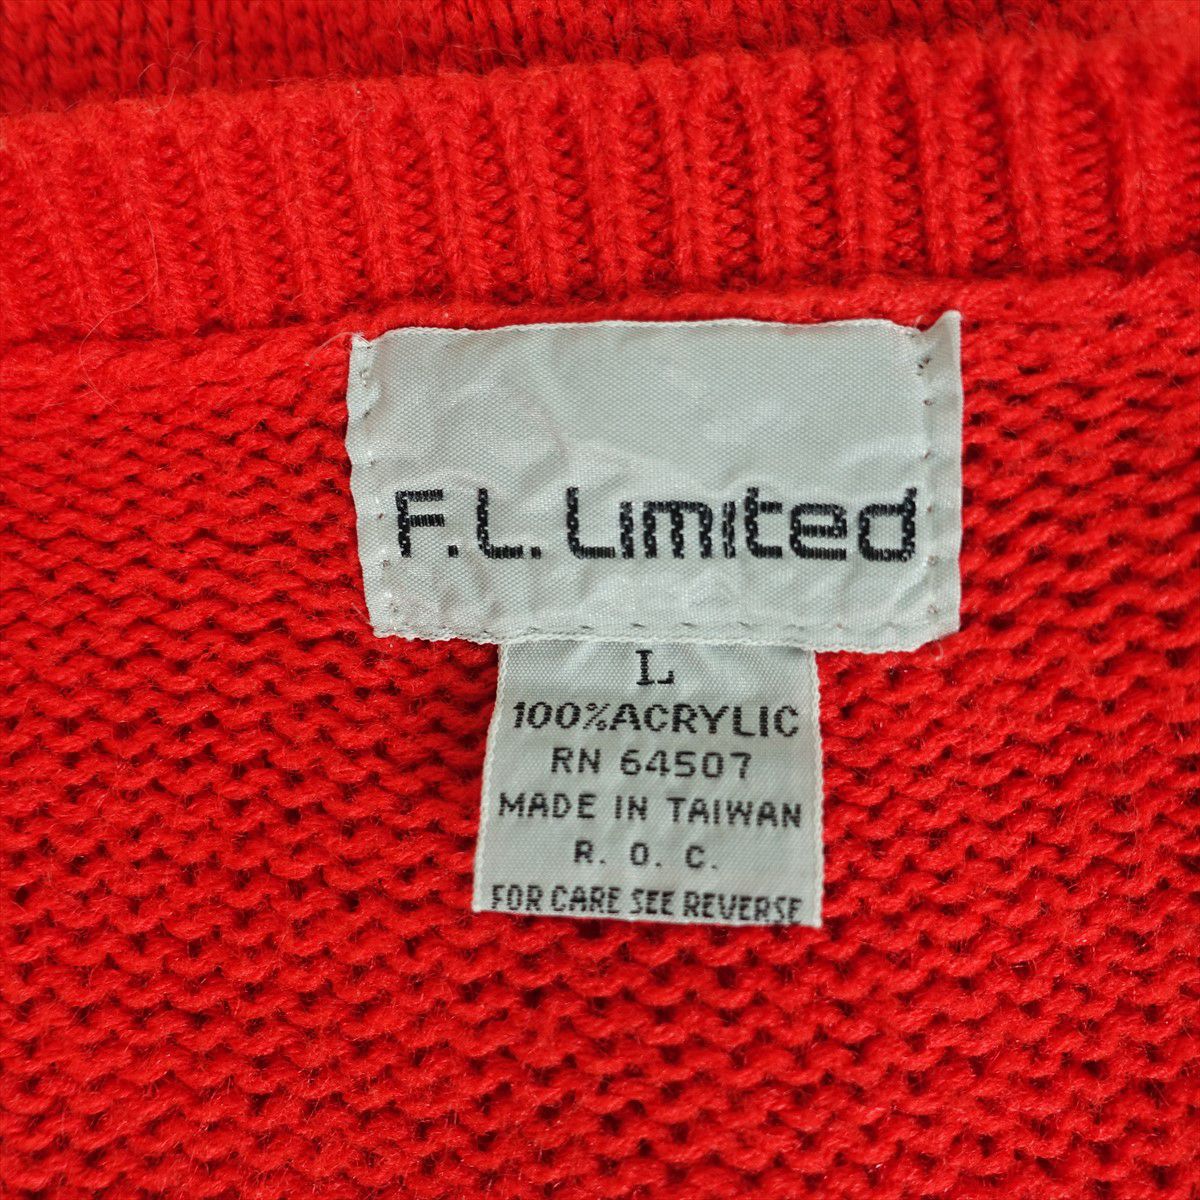 F.L. Limited
L
100%ACRYLIC
RN 64507
MADE IN TAIWAN
R. O. C.
FOR CARE SEE REVERSE